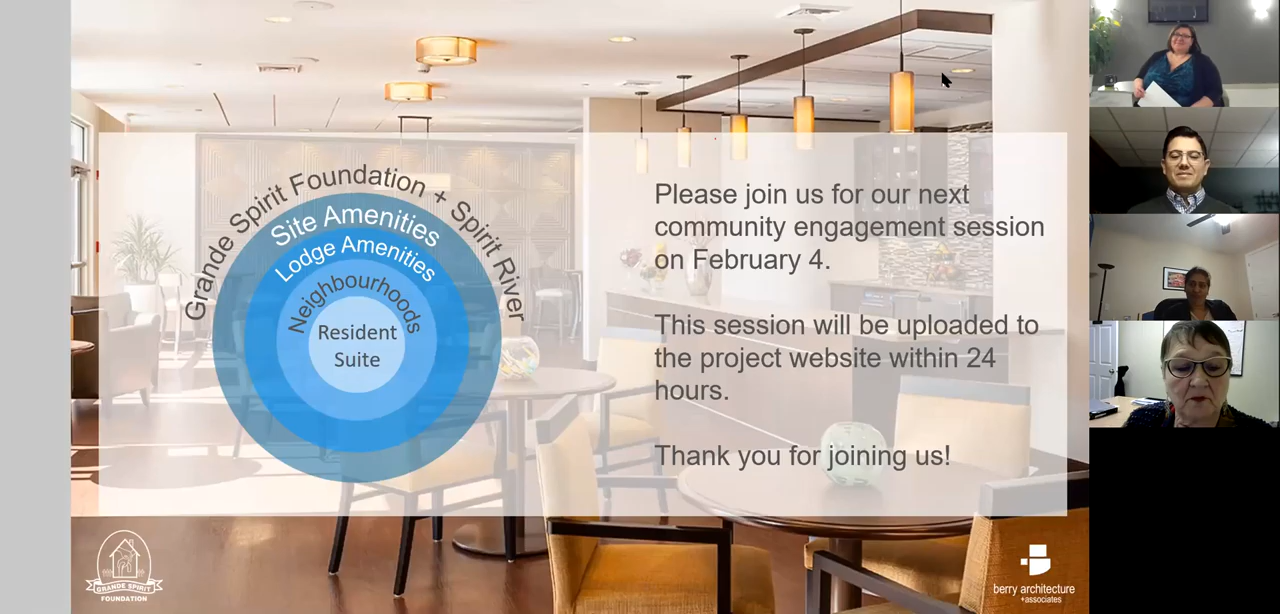 Grande Spirit Foundation + Spirit River
Site Amenities
Lodge Amenities
Neighbourhoods
Resident
Suite
Please join us for our next
community engagement session
on February 4.
This session will be uploaded to
the project website within 24
hours.
Thank you for joining us!
GRANDE SPIRIT
FOUNDATION
berry architecture
+associates